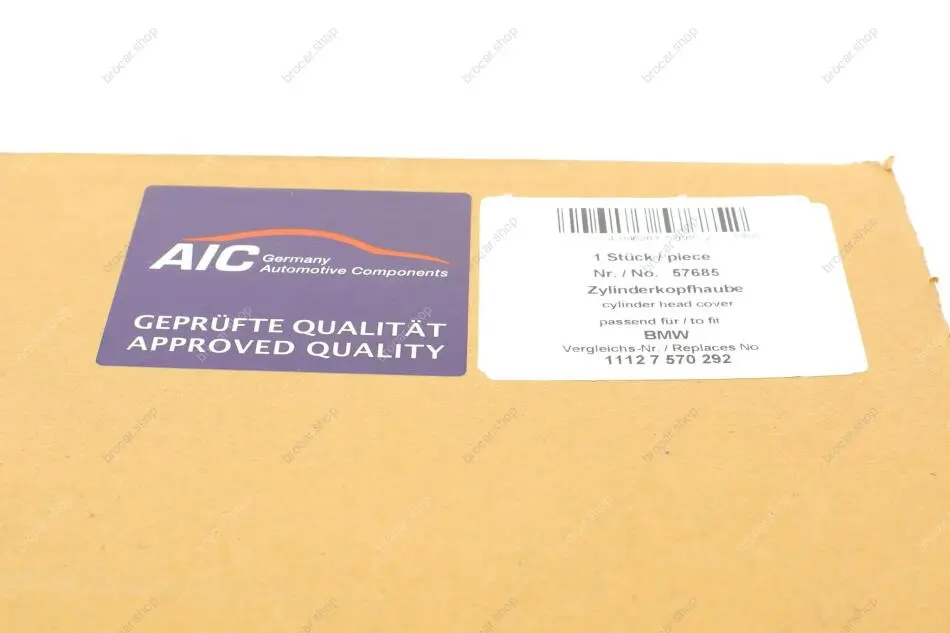 brocar.shop
AIC Germany
Automotive Components
GEPRÜFTE QUALITÄT
APPROVED QUALITY
1 Stück / piece
Nr. / No. 57685
Zylinderkopfhaube
cylinder head cover
passend für / to fit
BMW
Vergleichs-Nr. / Replaces No
1112 7 570 292